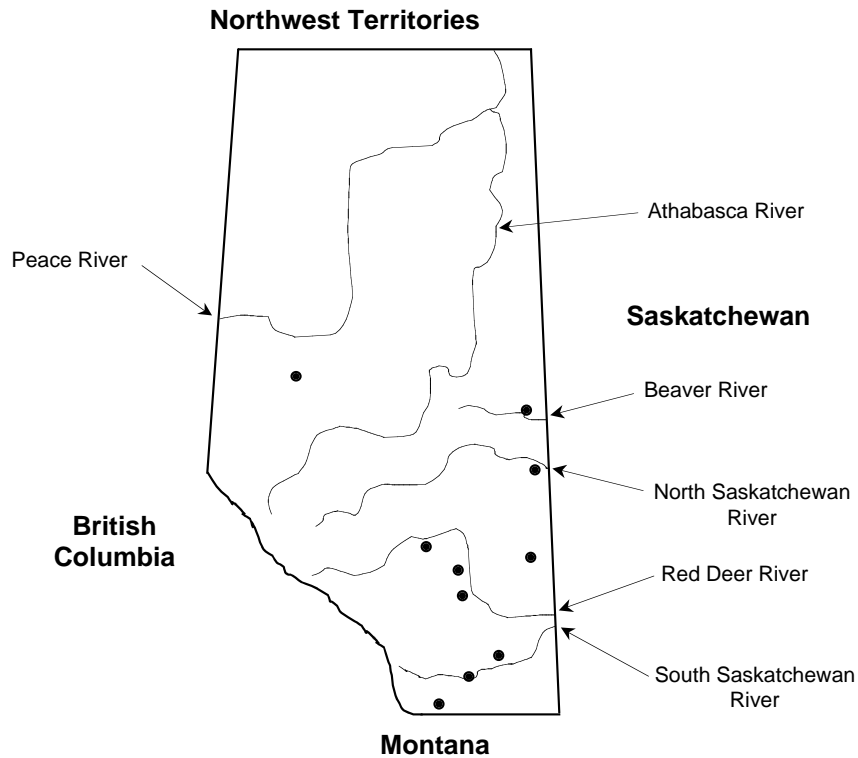 Northwest Territories
Athabasca River
Peace River
Saskatchewan
Beaver River
North Saskatchewan
River
British
Columbia
Red Deer River
South Saskatchewan
River
Montana